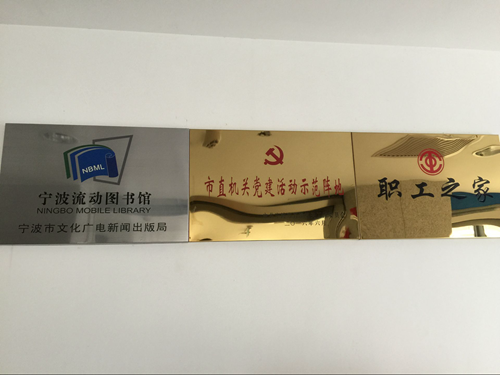 NBML
宁波流动图书馆
NINGBO MOBILE LIBRARY
宁波市文化广电新闻出版局
市直机关党建活动示范阵地
职工之家